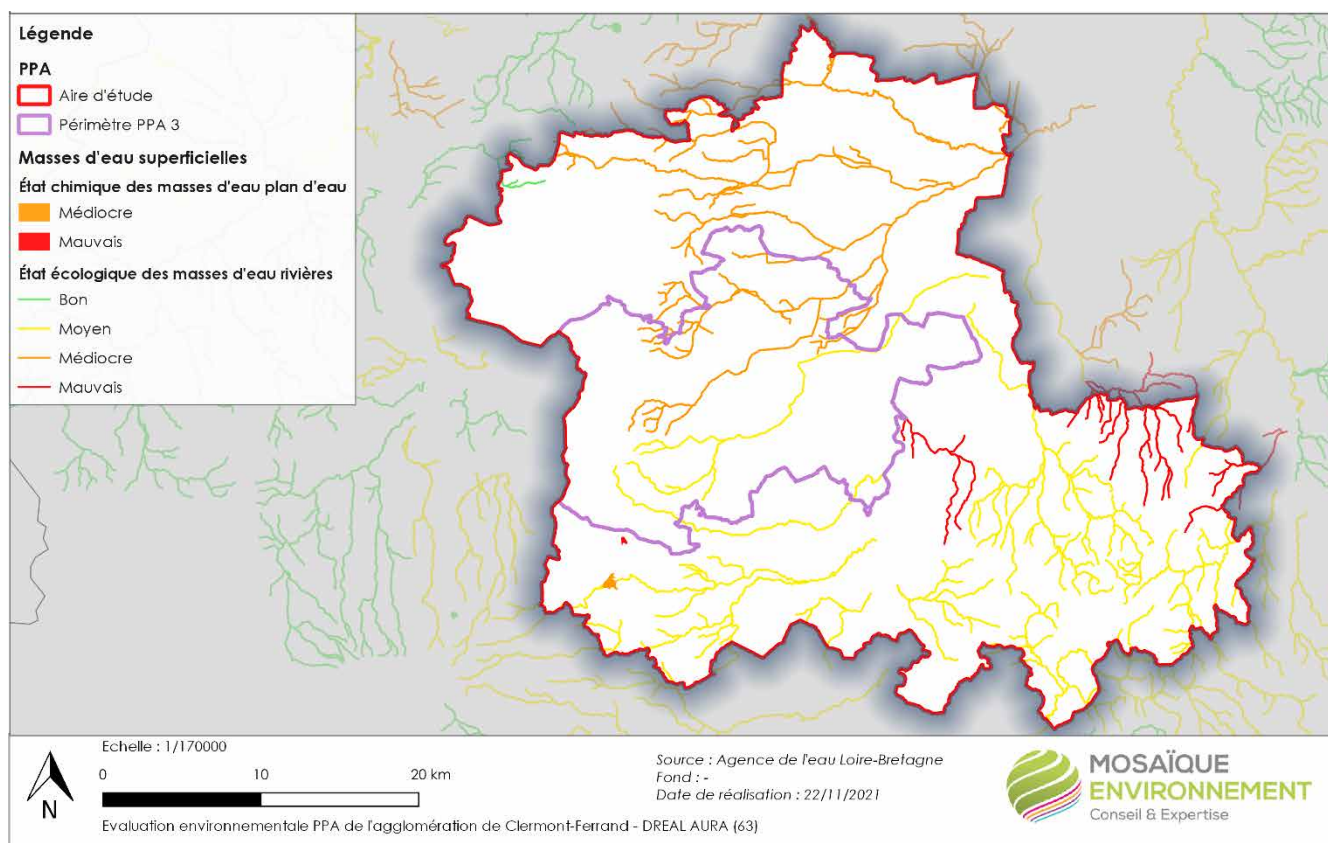 Légende
PPA
Aire d'étude
Périmètre PPA 3
Masses d'eau superficielles
État chimique des masses d'eau plan d'eau
Médiocre
Mauvais
État écologique des masses d'eau rivières
Bon
Moyen
Médiocre
Mauvais
N
Echelle : 1/170000
0 10 20 km
Evaluation environnementale PPA de l'agglomération de Clermont-Ferrand - DREAL AURA (63)
Source : Agence de l'eau Loire-Bretagne
Fond : -
Date de réalisation : 22/11/2021
MOSAÏQUE
ENVIRONNEMENT
Conseil & Expertise